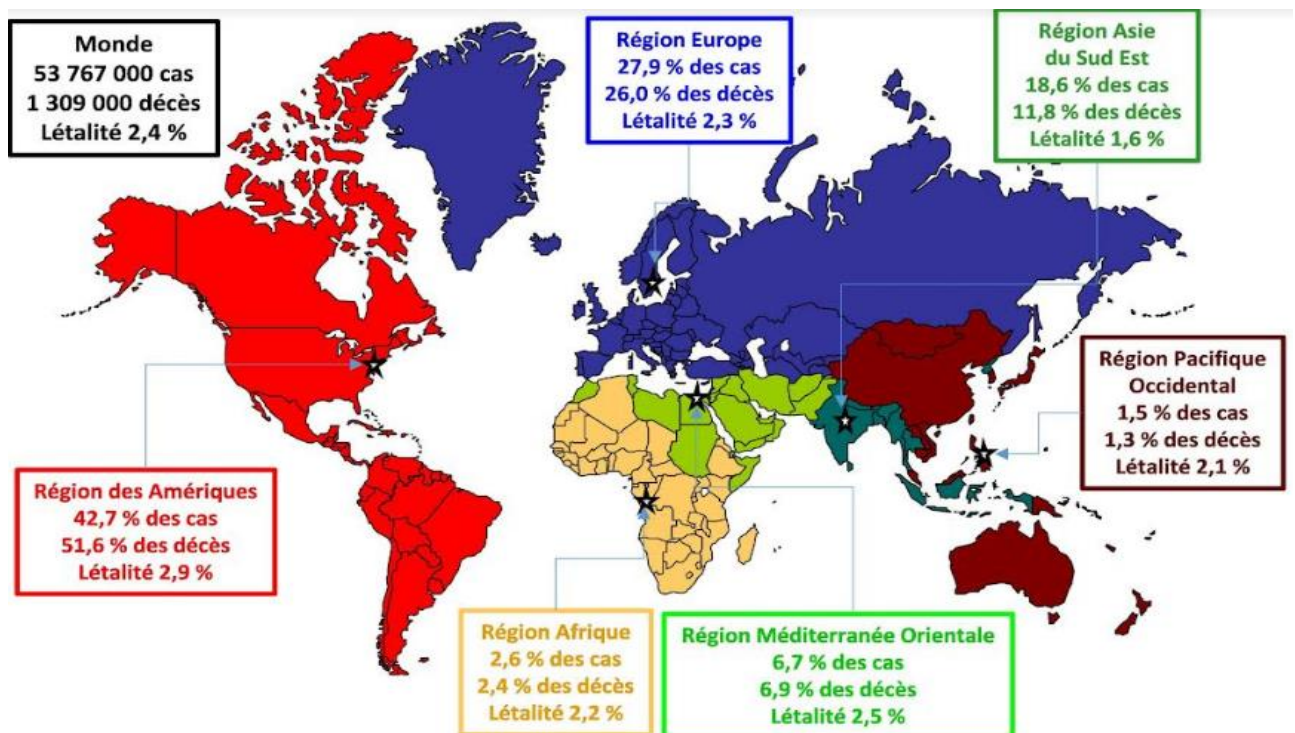 Monde
53 767 000 cas
1 309 000 décès
Létalité 2,4 %
Région Europe
27,9 % des cas
26,0 % des décès
Létalité 2,3 %
Région Asie
du Sud Est
18,6 % des cas
11,8 % des décès
Létalité 1,6 %
Région Pacifique
Occidental
1,5 % des cas
1,3 % des décès
Létalité 2,1 %
Région des Amériques
42,7 % des cas
51,6 % des décès
Létalité 2,9 %
Région Afrique
2,6 % des cas
2,4 % des décès
Létalité 2,2 %
Région Méditerranée Orientale
6,7 % des cas
6,9 % des décès
Létalité 2,5 %